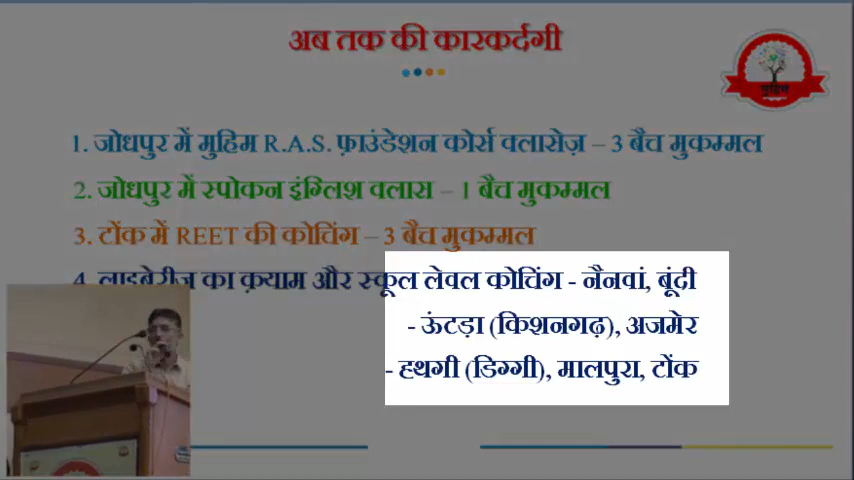 अब तक की कारकर्दगी
मुहिम
1. जोधपुर में मुहिम R.A.S. फ़ाउंडेशन कोर्स क्लासेज़ – 3 बैच मुकम्मल
2. जोधपुर में स्पोकन इंग्लिश क्लास – 1 बैच मुकम्मल
3. टोंक में REET की कोचिंग – 3 बैच मुकम्मल
4. लाइब्रेरीज़ का क़याम और स्कूल लेवल कोचिंग - नैनवां, बूंदी
- ऊंटड़ा (किशनगढ़), अजमेर
- हथगी (डिग्गी), मालपुरा, टोंक